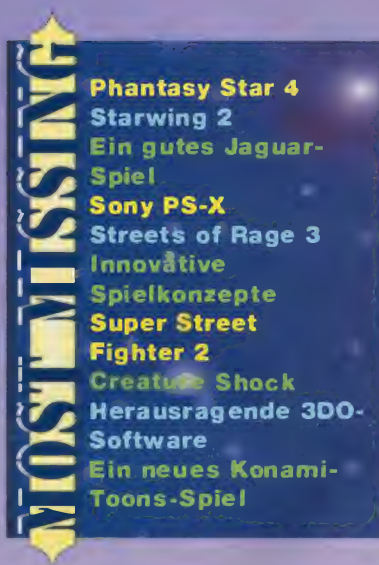 MOST MISSING
Phantasy Star 4
Starwing 2
Ein gutes Jaguar-
Spiel
Sony PS-X
Streets of Rage 3
Innovative
Spielkonzepte
Super Street
Fighter 2
Creature Shock
Herausragende 3DO-
Software
Ein neues Konami-
Toons-Spiel